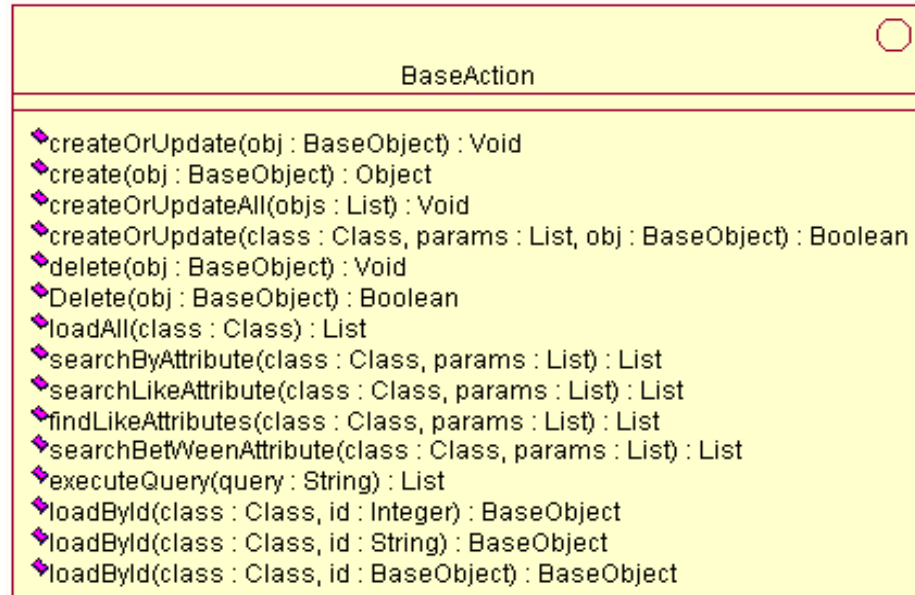 BaseAction
createOrUpdate(obj : BaseObject) : Void
create(obj : BaseObject) : Object
createOrUpdateAll(objs : List) : Void
createOrUpdate(class : Class, params : List, obj : BaseObject) : Boolean
delete(obj : BaseObject) : Void
Delete(obj : BaseObject) : Boolean
loadAll(class : Class) : List
searchByAttribute(class : Class, params : List) : List
searchLikeAttribute(class : Class, params : List) : List
findLikeAttributes(class : Class, params : List) : List
searchBetWeenAttribute(class : Class, params : List) : List
executeQuery(query : String) : List
loadById(class : Class, id : Integer) : BaseObject
loadById(class : Class, id : String) : BaseObject
loadById(class : Class, id : BaseObject) : BaseObject